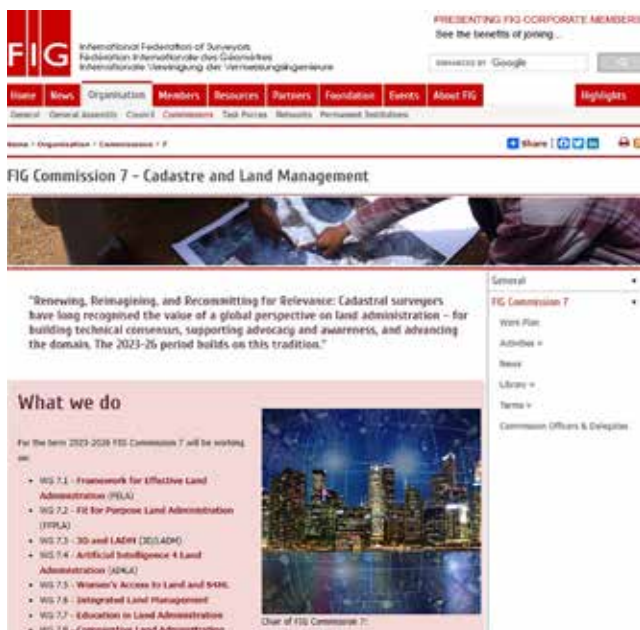 PRESENTING FIG CORPORATE MEMBERS
See the benefits of joining...
FIG
International Federation of Surveyors
Fédération Internationale des Géomètres
Internationale Vereinigung der Vermessungsingenieure
Google
Home News Organisation Members Resources Partners Foundation Events About FIG Highlights
General General Assembly Council Commissions Task Forces Networks Permanent Institutions
Home > Organisation > Commissions > 7
Share
FIG Commission 7 - Cadastre and Land Management
"Renewing, Reimagining, and Recommitting for Relevance: Cadastral surveyors
have long recognised the value of a global perspective on land administration – for
building technical consensus, supporting advocacy and awareness, and advancing
the domain. The 2023-26 period builds on this tradition."
General
FIG Commission 7
Work Plan
Activities
News
Library
Terms
Commission Officers & Delegates
What we do
For the term 2023-2026 FIG Commission 7 will be working
on:
WG 7.1 - Framework for Effective Land
Administration (FELA)
WG 7.2 - Fit for Purpose Land Administration
(FFPLA)
WG 7.3 - 3D and LADM (3D/LADM)
WG 7.4 - Artificial Intelligence 4 Land
Administration (AI4LA)
WG 7.5 - Women's Access to Land and
WG 7.6 - Integrated Land Management
WG 7.7 - Education in Land Administration
WG 7.8 - Land Administration
Chair of FIG Commission 7: